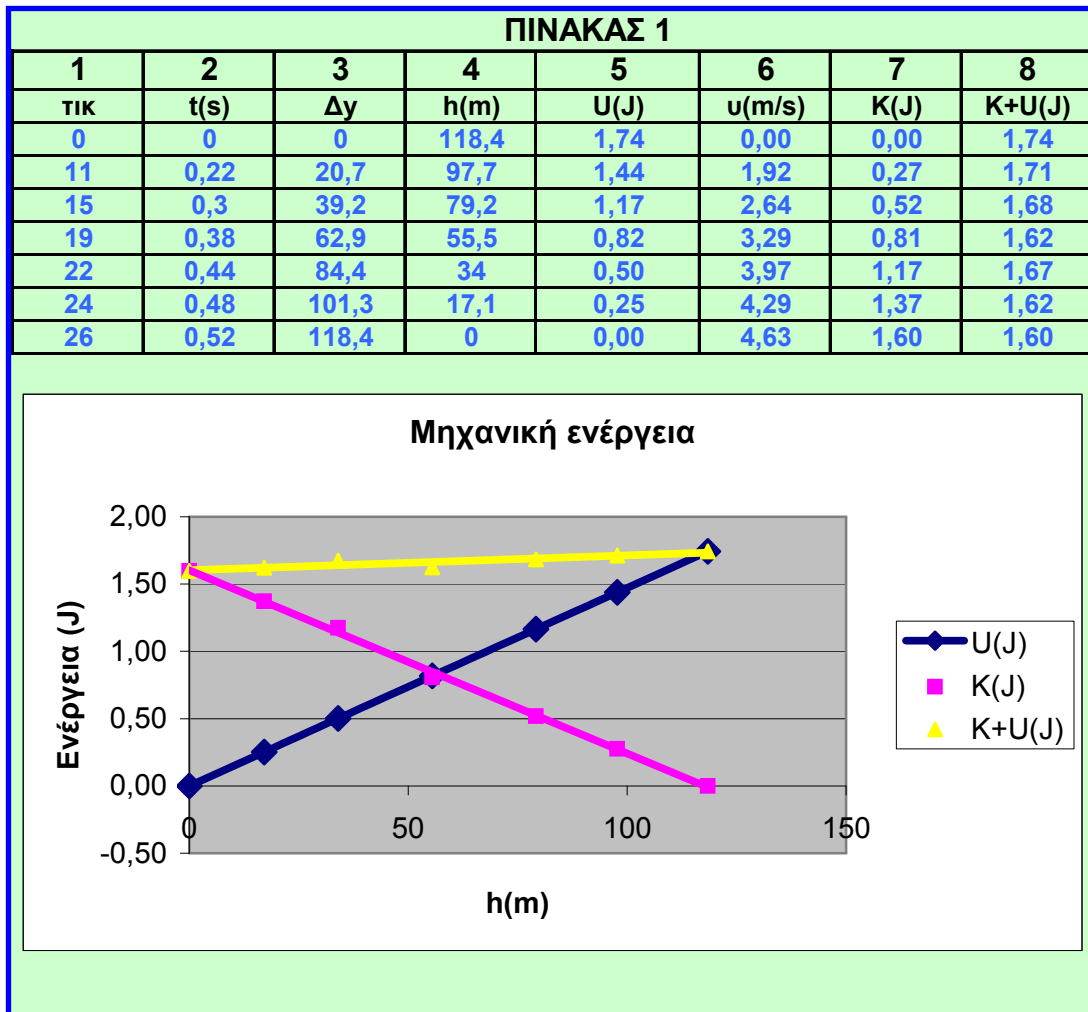 ΠΙΝΑΚΑΣ 1
1 2 3 4 5 6 7 8
τικ t(s) Δy h(m) U(J) υ(m/s) K(J) K+U(J)
0 0 0 118,4 1,74 0,00 0,00 1,74
11 0,22 20,7 97,7 1,44 1,92 0,27 1,71
15 0,3 39,2 79,2 1,17 2,64 0,52 1,68
19 0,38 62,9 55,5 0,82 3,29 0,81 1,62
22 0,44 84,4 34 0,50 3,97 1,17 1,67
24 0,48 101,3 17,1 0,25 4,29 1,37 1,62
26 0,52 118,4 0 0,00 4,63 1,60 1,60
Μηχανική ενέργεια
2,00
1,50
1,00
0,50
0,00
-0,50
0 50 100 150
Ενέργεια (J)
h(m)
U(J)
K(J)
K+U(J)